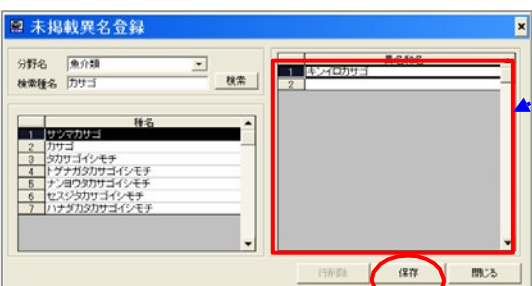 未掲載異名登録
分野名 魚介類
検索種名 カサゴ 検索
種名
1 サツマカサゴ
2 カサゴ
3 タカサゴイシモチ
4 トゲナガタカサゴイシモチ
5 ナンヨウタカサゴイシモチ
6 セスジタカサゴイシモチ
7 ハナダカタカサゴイシモチ
異名和名
1 キンイロカサゴ
2
行削除 保存 閉じる